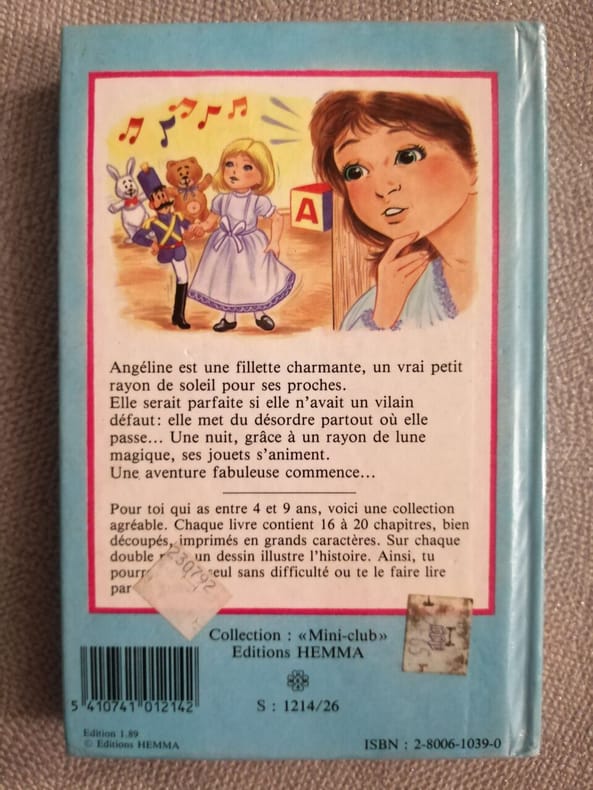 A
Angéline est une fillette charmante, un vrai petit
rayon de soleil pour ses proches.
Elle serait parfaite si elle n'avait un vilain
défaut: elle met du désordre partout où elle
passe... Une nuit, grâce à un rayon de lune
magique, ses jouets s'animent.
Une aventure fabuleuse commence...
Pour toi qui as entre 4 et 9 ans, voici une collection
agréable. Chaque livre contient 16 à 20 chapitres, bien
découpés, imprimés en grands caractères. Sur chaque
double un dessin illustre l'histoire. Ainsi, tu
seul sans difficulté ou te le faire lire
par
230792
Collection : «Mini-club»
Editions HEMMA
5 410741 012142
S : 1214/26
Edition 1.89
© Editions HEMMA
ISBN : 2-8006-1039-0